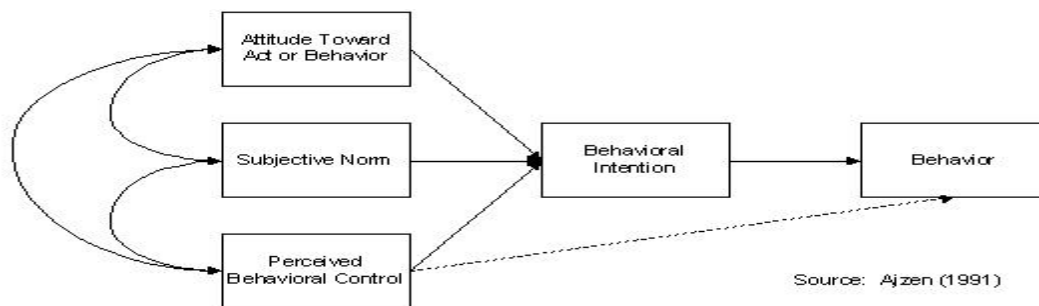 Attitude Toward
Act or Behavior
Subjective Norm
Behavioral
Intention
Behavior
Perceived
Behavioral Control
Source: Ajzen (1991)